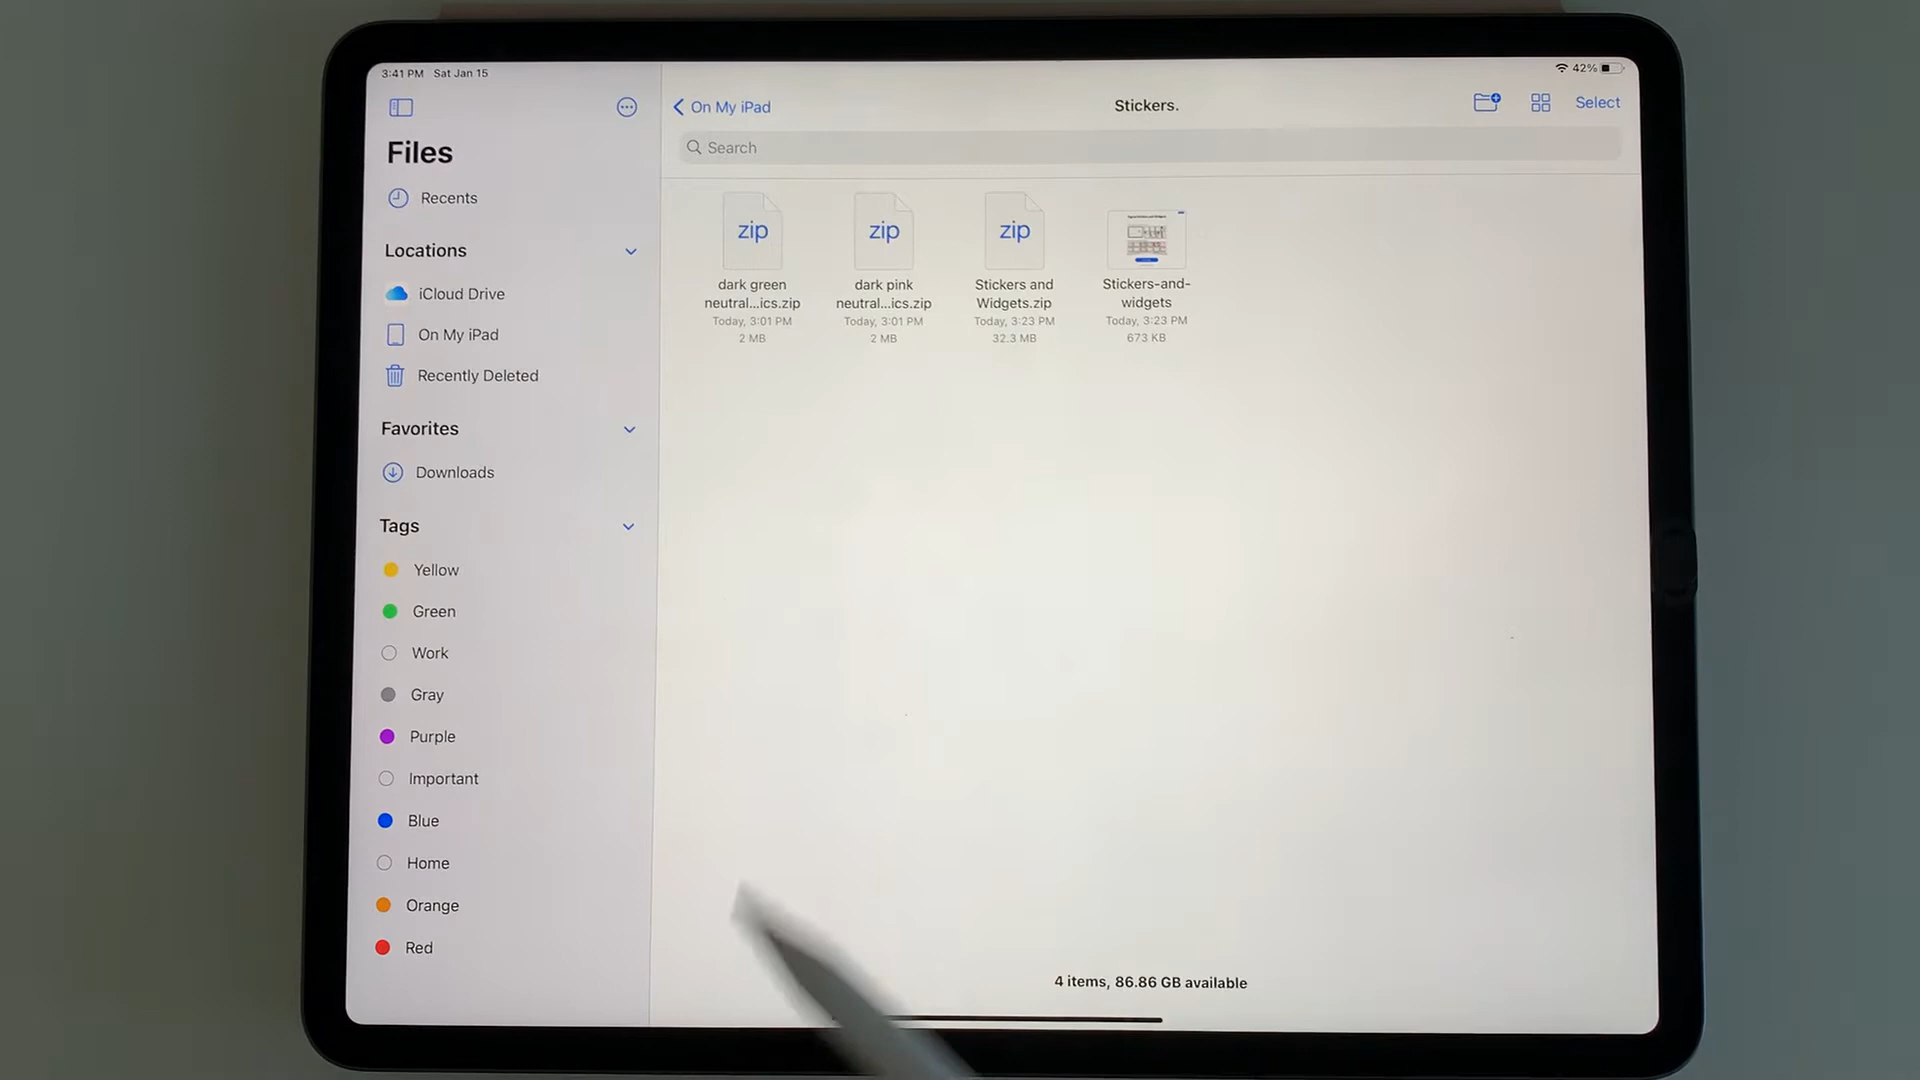 3:41 PM Sat Jan 15
42%
Files
Recents
Locations
iCloud Drive
On My iPad
Recently Deleted
Favorites
Downloads
Tags
Yellow
Green
Work
Gray
Purple
Important
Blue
Home
Orange
Red
On My iPad
Stickers.
Select
Search
zip
dark green
neutral...ics.zip
Today, 3:01 PM
2 MB
zip
dark pink
neutral...ics.zip
Today, 3:01 PM
2 MB
zip
Stickers and
Widgets.zip
Today, 3:23 PM
32.3 MB
Stickers-and-
widgets
Today, 3:23 PM
673 KB
4 items, 86.86 GB available